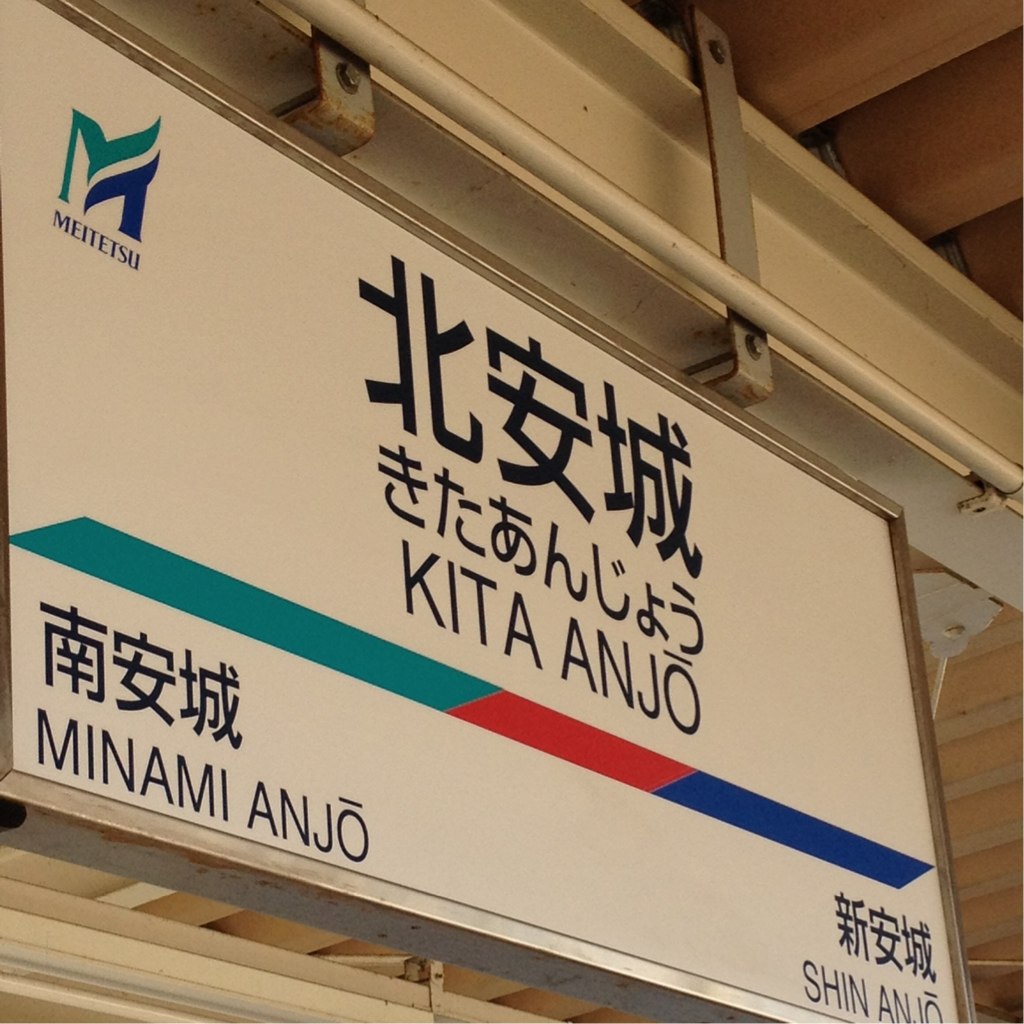 MEITETSU
北安城
きたあんじょう
KITA ANJŌ
南安城
MINAMI ANJŌ
新安城
SHIN ANJŌ